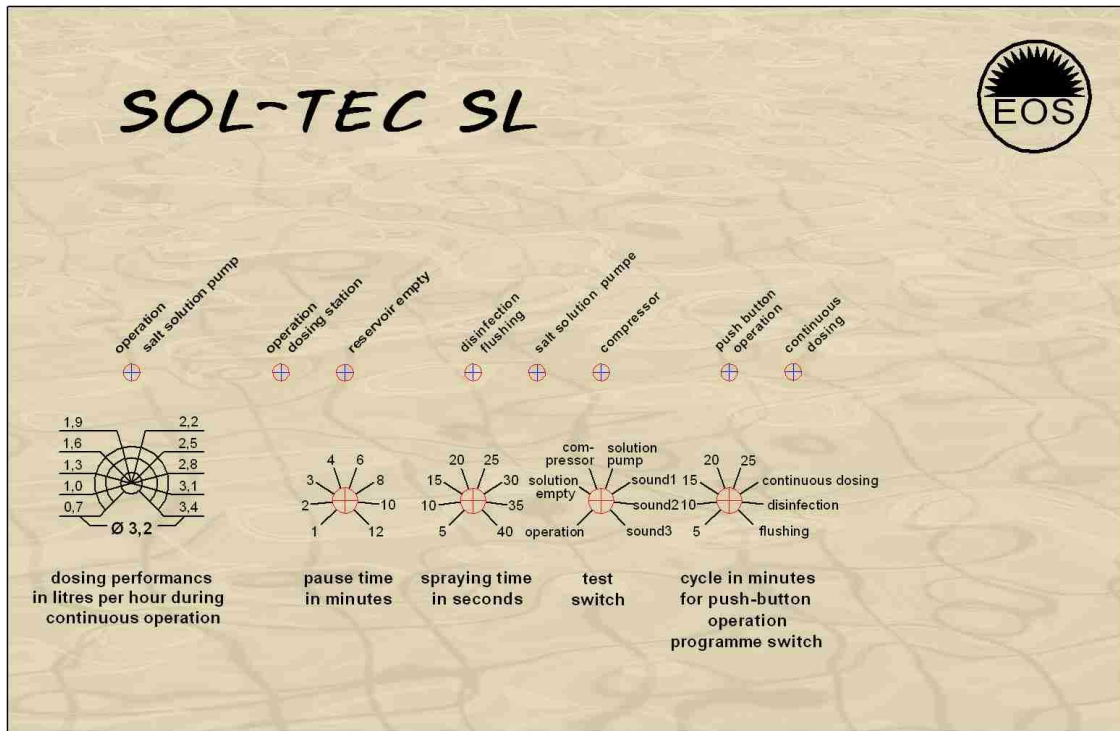 SOL-TEC SL
EOS
operation
salt solution pump
operation
dosing station
reservoir empty
disinfection
flushing
salt solution pumpe
compressor
push button
operation
continuous
dosing
1,9
1,6
1,3
1,0
0,7
2,2
2,5
2,8
3,1
3,4
Ø 3,2
dosing performancs
in litres per hour during
continuous operation
4 6
3 8
2 10
1 12
pause time
in minutes
20 25
15 30
10 35
5 40
spraying time
in seconds
com-
pressor
solution
pump
solution
empty
sound1
sound2
operation
sound3
test
switch
20 25
15 continuous dosing
10 disinfection
5 flushing
cycle in minutes
for push-button
operation
programme switch